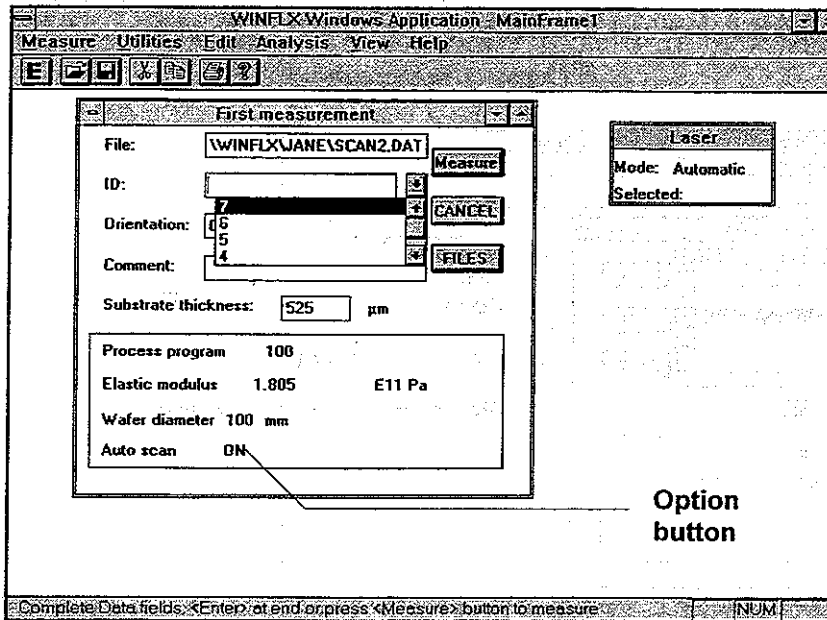 WINFLX Windows Application - MainFrame1
Measure Utilities Edit Analysis View Help
E
First measurement
File: \WINFLX\JANE\SCAN2.DAT
Measure
ID:
7
6
5
4
CANCEL
Orientation:
Comment:
FILES
Substrate thickness: 525 µm
Process program 100
Elastic modulus 1.805 E11 Pa
Wafer diameter 100 mm
Auto scan ON
Laser
Mode: Automatic
Selected:
Option
button
Complete Data fields, <Enter> at end or press <Measure> button to measure
NUM